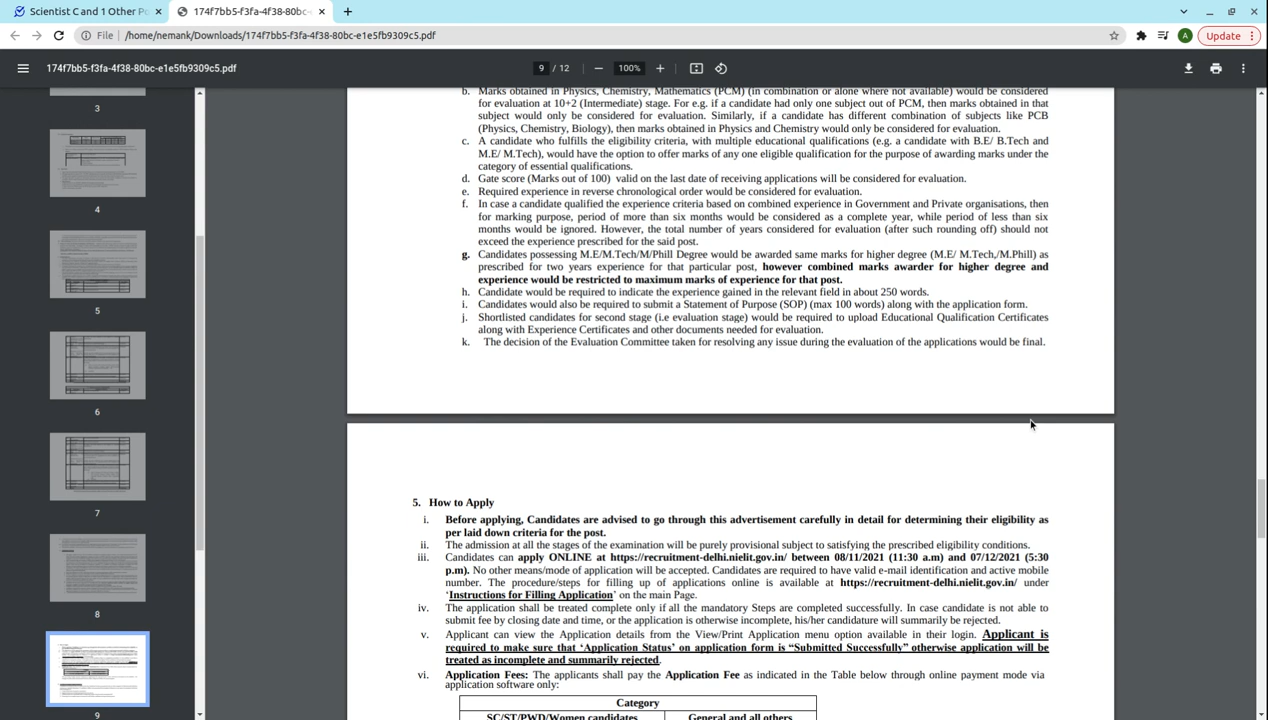 Scientist C and 1 Other Po
174f7bb5-f3fa-4f38-80bc-
File
/home/nemank/Downloads/174f7bb5-f3fa-4f38-80bc-e1e5fb9309c5.pdf
A
Update
174f7bb5-f3fa-4f38-80bc-e1e5fb9309c5.pdf
9 / 12
100%
3
4
5
6
7
8
9
b. Marks obtained in Physics, Chemistry, Mathematics (PCM) (in combination or alone where not available) would be considered
for evaluation at 10+2 (Intermediate) stage. For e.g. if a candidate had only one subject out of PCM, then marks obtained in that
subject would only be considered for evaluation. Similarly, if a candidate has different combination of subjects like PCB
(Physics, Chemistry, Biology), then marks obtained in Physics and Chemistry would only be considered for evaluation.
c. A candidate who fulfills the eligibility criteria, with multiple educational qualifications (e.g. a candidate with B.E/ B.Tech and
M.E/ M.Tech), would have the option to offer marks of any one eligible qualification for the purpose of awarding marks under the
category of essential qualifications.
d. Gate score (Marks out of 100) valid on the last date of receiving applications will be considered for evaluation.
e. Required experience in reverse chronological order would be considered for evaluation.
f. In case a candidate qualified the experience criteria based on combined experience in Government and Private organisations, then
for marking purpose, period of more than six months would be considered as a complete year, while period of less than six
months would be ignored. However, the total number of years considered for evaluation (after such rounding off) should not
exceed the experience prescribed for the said post.
g. Candidates possessing M.E/M.Tech/M/Phill Degree would be awarded same marks for higher degree (M.E/ M.Tech,/M.Phill) as
prescribed for two years experience for that particular post, however combined marks awarder for higher degree and
experience would be restricted to maximum marks of experience for that post.
h. Candidate would be required to indicate the experience gained in the relevant field in about 250 words.
i. Candidates would also be required to submit a Statement of Purpose (SOP) (max 100 words) along with the application form.
j. Shortlisted candidates for second stage (i.e evaluation stage) would be required to upload Educational Qualification Certificates
along with Experience Certificates and other documents needed for evaluation.
k. The decision of the Evaluation Committee taken for resolving any issue during the evaluation of the applications would be final.
5. How to Apply
i. Before applying, Candidates are advised to go through this advertisement carefully in detail for determining their eligibility as
per laid down criteria for the post.
ii. The admission at all the stages of the examination will be purely provisional subject to satisfying the prescribed eligibility conditions.
iii. Candidates can apply ONLINE at https://recruitment-delhi.nielit.gov.in/ between 08/11/2021 (11:30 a.m) and 07/12/2021 (5:30
p.m). No other means/mode of application will be accepted. Candidates are required to have valid e-mail identification and active mobile
number. The procedure/steps for filling up of applications online is available at https://recruitment-delhi.nielit.gov.in/ under
'Instructions for Filling Application' on the main Page.
iv. The application shall be treated complete only if all the mandatory Steps are completed successfully. In case candidate is not able to
submit fee by closing date and time, or the application is otherwise incomplete, his/her candidature will summarily be rejected.
v. Applicant can view the Application details from the View/Print Application menu option available in their login. Applicant is
required to make sure that 'Application Status' on application form is "Submitted Successfully" otherwise application will be
treated as incomplete and summarily rejected.
vi. Application Fees: The applicants shall pay the Application Fee as indicated in the Table below through online payment mode via
application software only:
Category
SC/ST/PWD/Women candidates General and all others